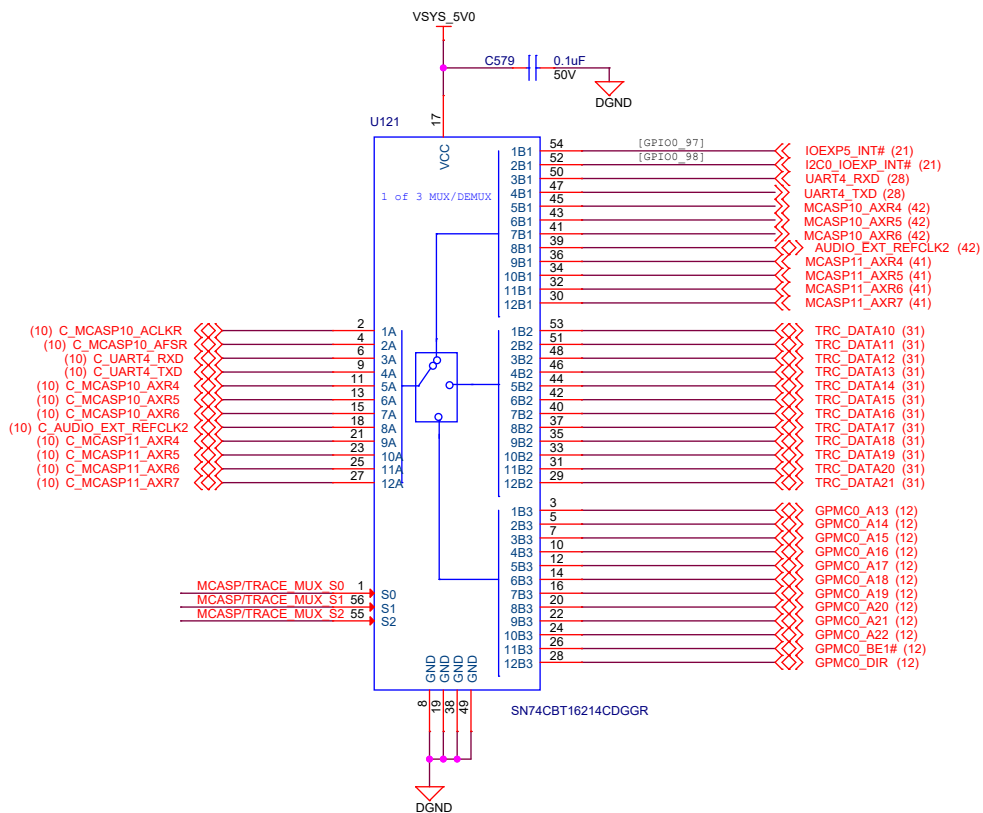 VSYS_5V0
C579 0.1uF
50V
DGND
U121
17
VCC
1 of 3 MUX/DEMUX
1B1 54 [GPIO0_97] IOEXP5_INT# (21)
2B1 52 [GPIO0_98] I2C0_IOEXP_INT# (21)
3B1 50 UART4_RXD (28)
4B1 47 UART4_TXD (28)
5B1 45 MCASP10_AXR4 (42)
6B1 43 MCASP10_AXR5 (42)
7B1 41 MCASP10_AXR6 (42)
8B1 39 AUDIO_EXT_REFCLK2 (42)
9B1 36 MCASP11_AXR4 (41)
10B1 34 MCASP11_AXR5 (41)
11B1 32 MCASP11_AXR6 (41)
12B1 30 MCASP11_AXR7 (41)
(10) C_MCASP10_ACLKR 2 1A
(10) C_MCASP10_AFSR 4 2A
(10) C_UART4_RXD 6 3A
(10) C_UART4_TXD 9 4A
(10) C_MCASP10_AXR4 11 5A
(10) C_MCASP10_AXR5 13 6A
(10) C_MCASP10_AXR6 15 7A
(10) C_AUDIO_EXT_REFCLK2 18 8A
(10) C_MCASP11_AXR4 21 9A
(10) C_MCASP11_AXR5 23 10A
(10) C_MCASP11_AXR6 25 11A
(10) C_MCASP11_AXR7 27 12A
1B2 53 TRC_DATA10 (31)
2B2 51 TRC_DATA11 (31)
3B2 48 TRC_DATA12 (31)
4B2 46 TRC_DATA13 (31)
5B2 44 TRC_DATA14 (31)
6B2 42 TRC_DATA15 (31)
7B2 40 TRC_DATA16 (31)
8B2 37 TRC_DATA17 (31)
9B2 35 TRC_DATA18 (31)
10B2 33 TRC_DATA19 (31)
11B2 31 TRC_DATA20 (31)
12B2 29 TRC_DATA21 (31)
1B3 3 GPMC0_A13 (12)
2B3 5 GPMC0_A14 (12)
3B3 7 GPMC0_A15 (12)
4B3 10 GPMC0_A16 (12)
5B3 12 GPMC0_A17 (12)
6B3 14 GPMC0_A18 (12)
7B3 16 GPMC0_A19 (12)
8B3 20 GPMC0_A20 (12)
9B3 22 GPMC0_A21 (12)
10B3 24 GPMC0_A22 (12)
11B3 26 GPMC0_BE1# (12)
12B3 28 GPMC0_DIR (12)
MCASP/TRACE_MUX_S0 1 S0
MCASP/TRACE_MUX_S1 56 S1
MCASP/TRACE_MUX_S2 55 S2
GND GND GND GND
8 19 38 49
SN74CBT16214CDGGR
DGND